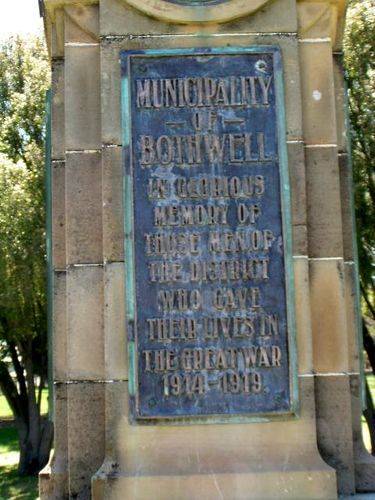 MUNICIPALITY
— OF —
BOTHWELL
IN GLORIOUS
MEMORY OF
THOSE MEN OF
THE DISTRICT
WHO GAVE
THEIR LIVES IN
THE GREAT WAR
1914-1919.